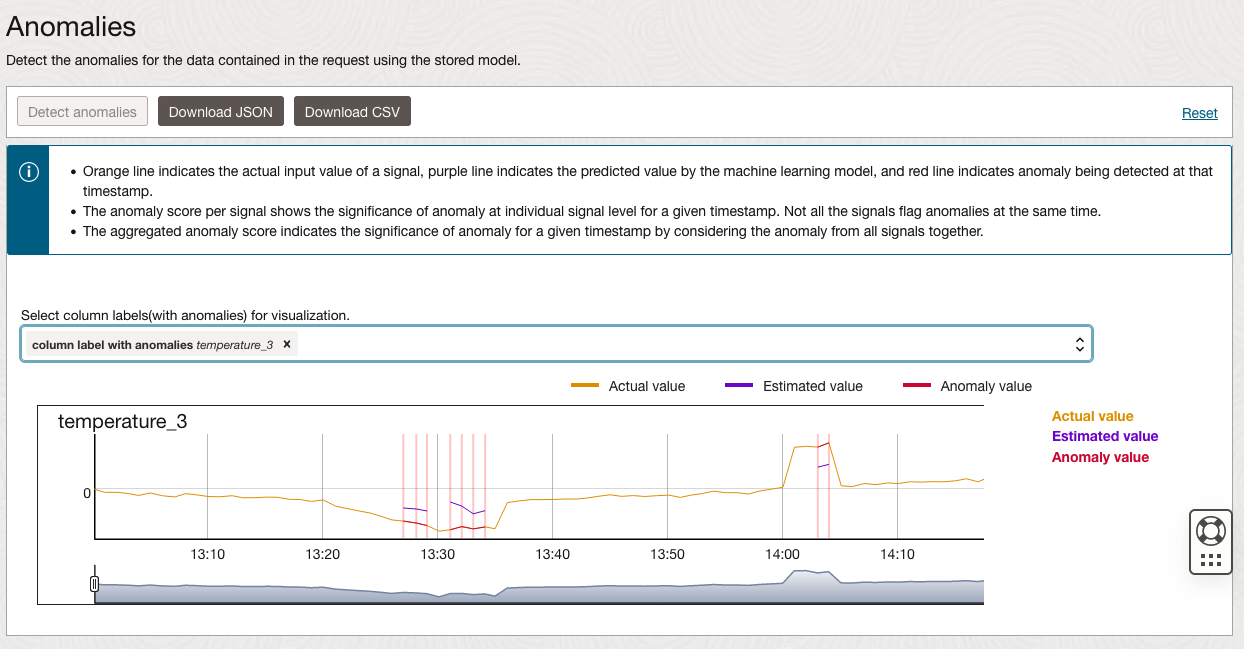 Anomalies
Detect the anomalies for the data contained in the request using the stored model.
Detect anomalies
Download JSON
Download CSV
Reset
• Orange line indicates the actual input value of a signal, purple line indicates the predicted value by the machine learning model, and red line indicates anomaly being detected at that
timestamp.
• The anomaly score per signal shows the significance of anomaly at individual signal level for a given timestamp. Not all the signals flag anomalies at the same time.
• The aggregated anomaly score indicates the significance of anomaly for a given timestamp by considering the anomaly from all signals together.
Select column labels(with anomalies) for visualization.
column label with anomalies temperature_3 ×
Actual value
Estimated value
Anomaly value
temperature_3
Actual value
Estimated value
Anomaly value
0
13:10
13:20
13:30
13:40
13:50
14:00
14:10